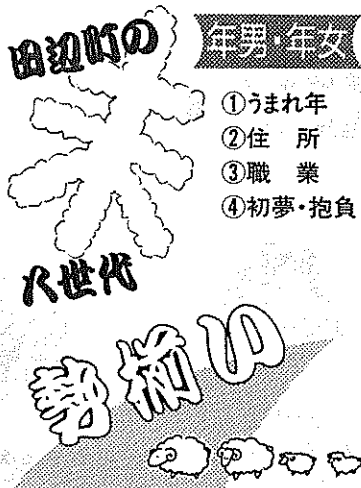 年男・年女
①うまれ年
②住　所
③職　業
④初夢・抱負
田辺町の
未
八世代
勢揃い